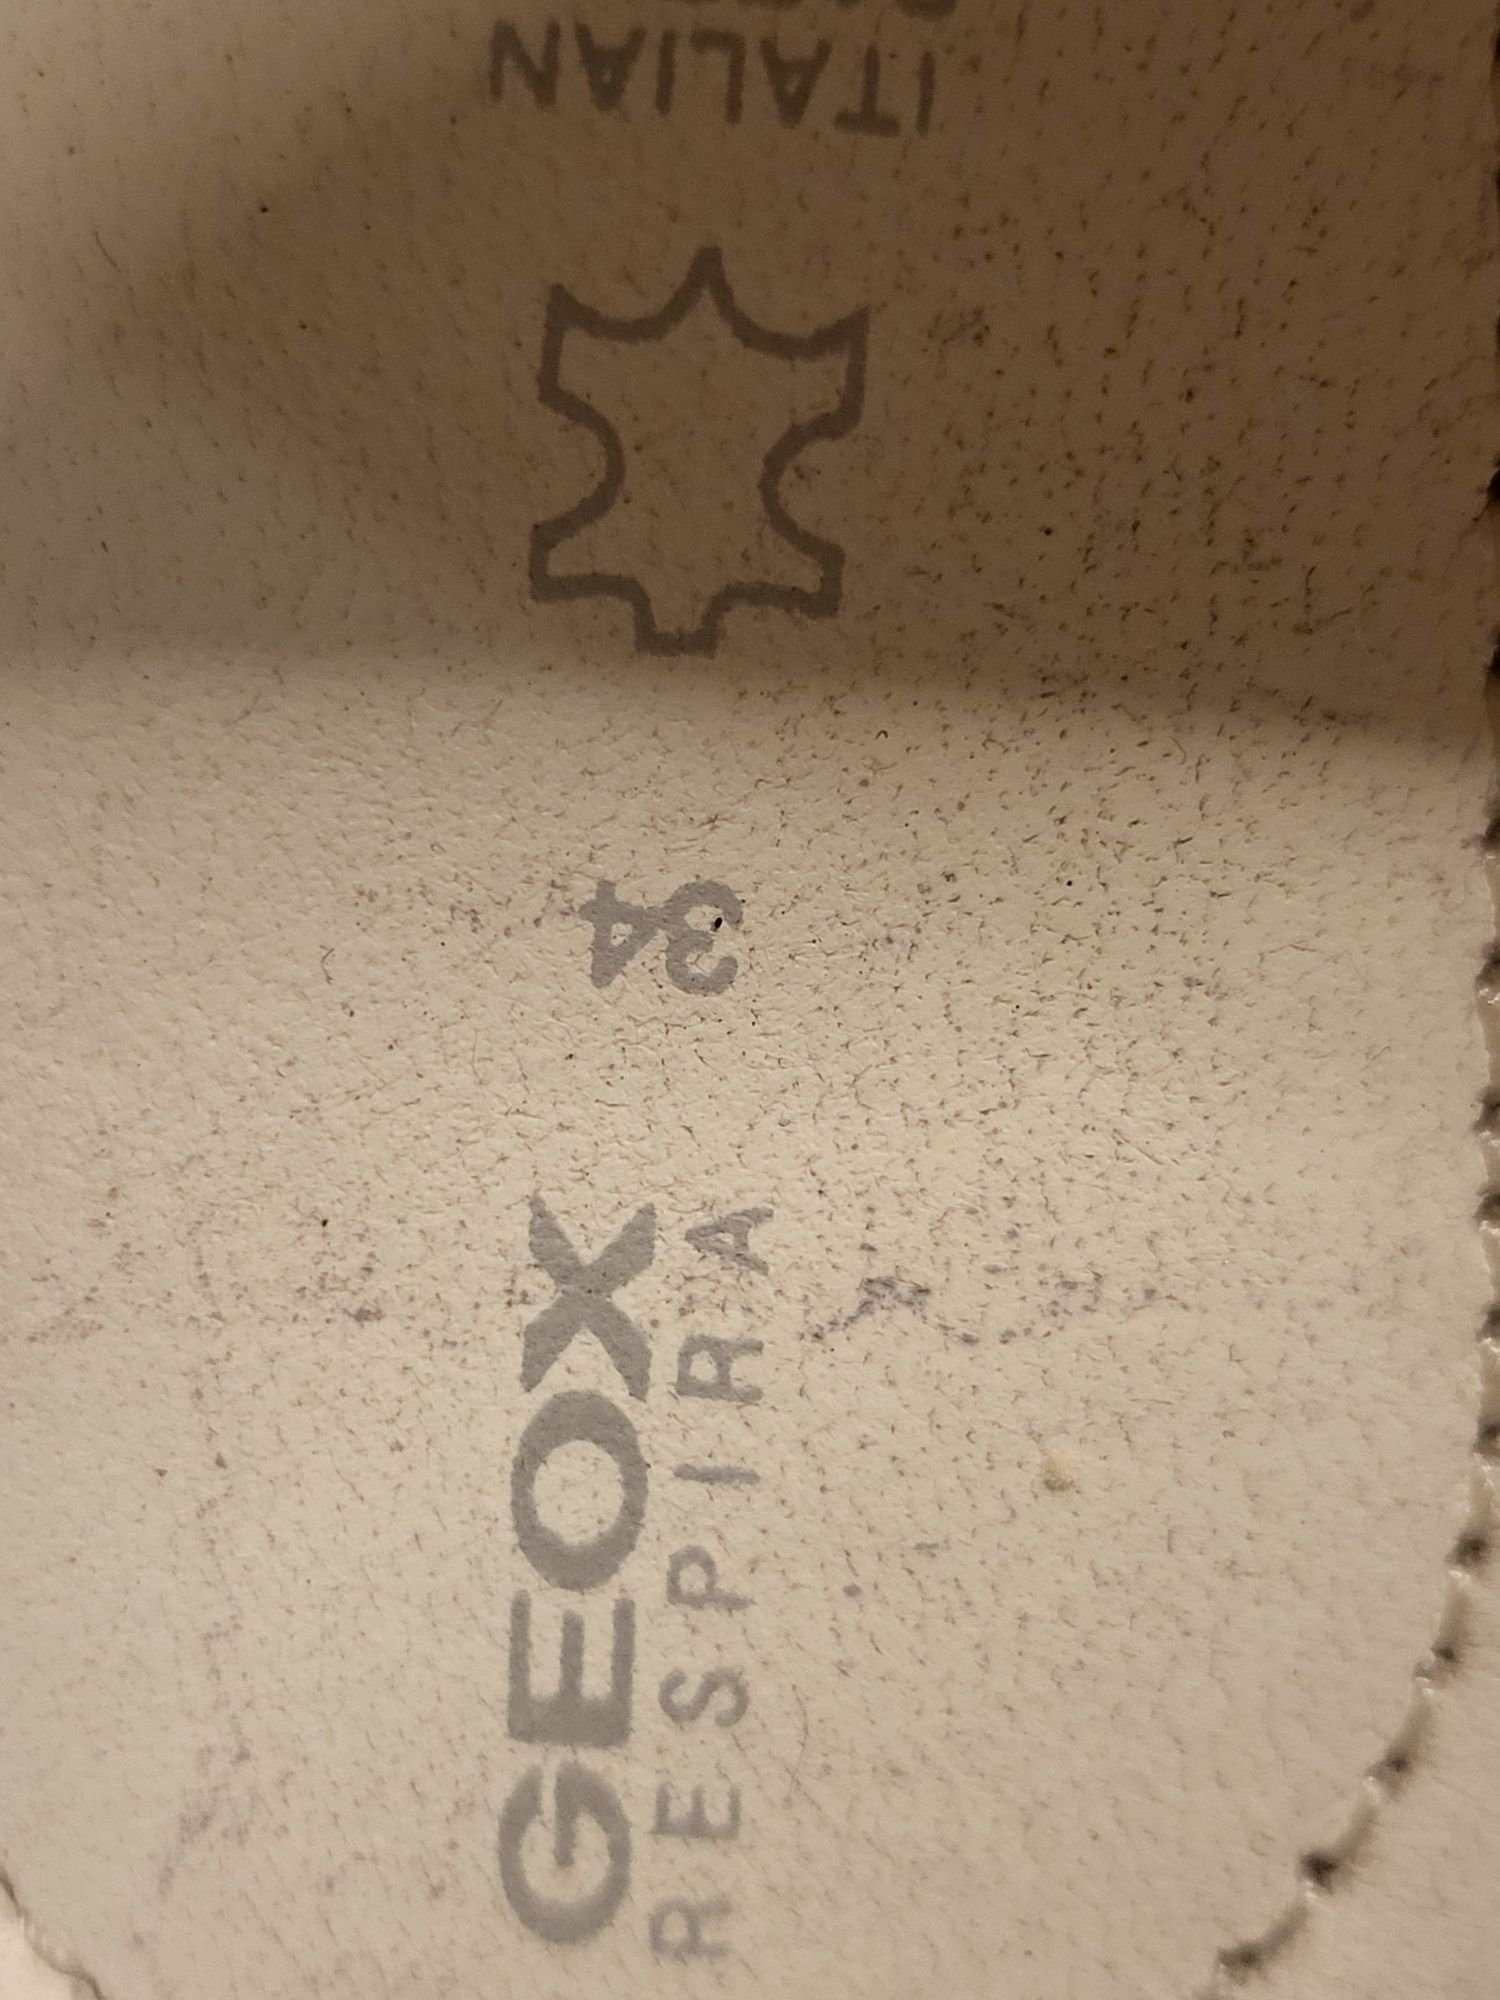 GEOX
RESPIRA
34
ITALIAN